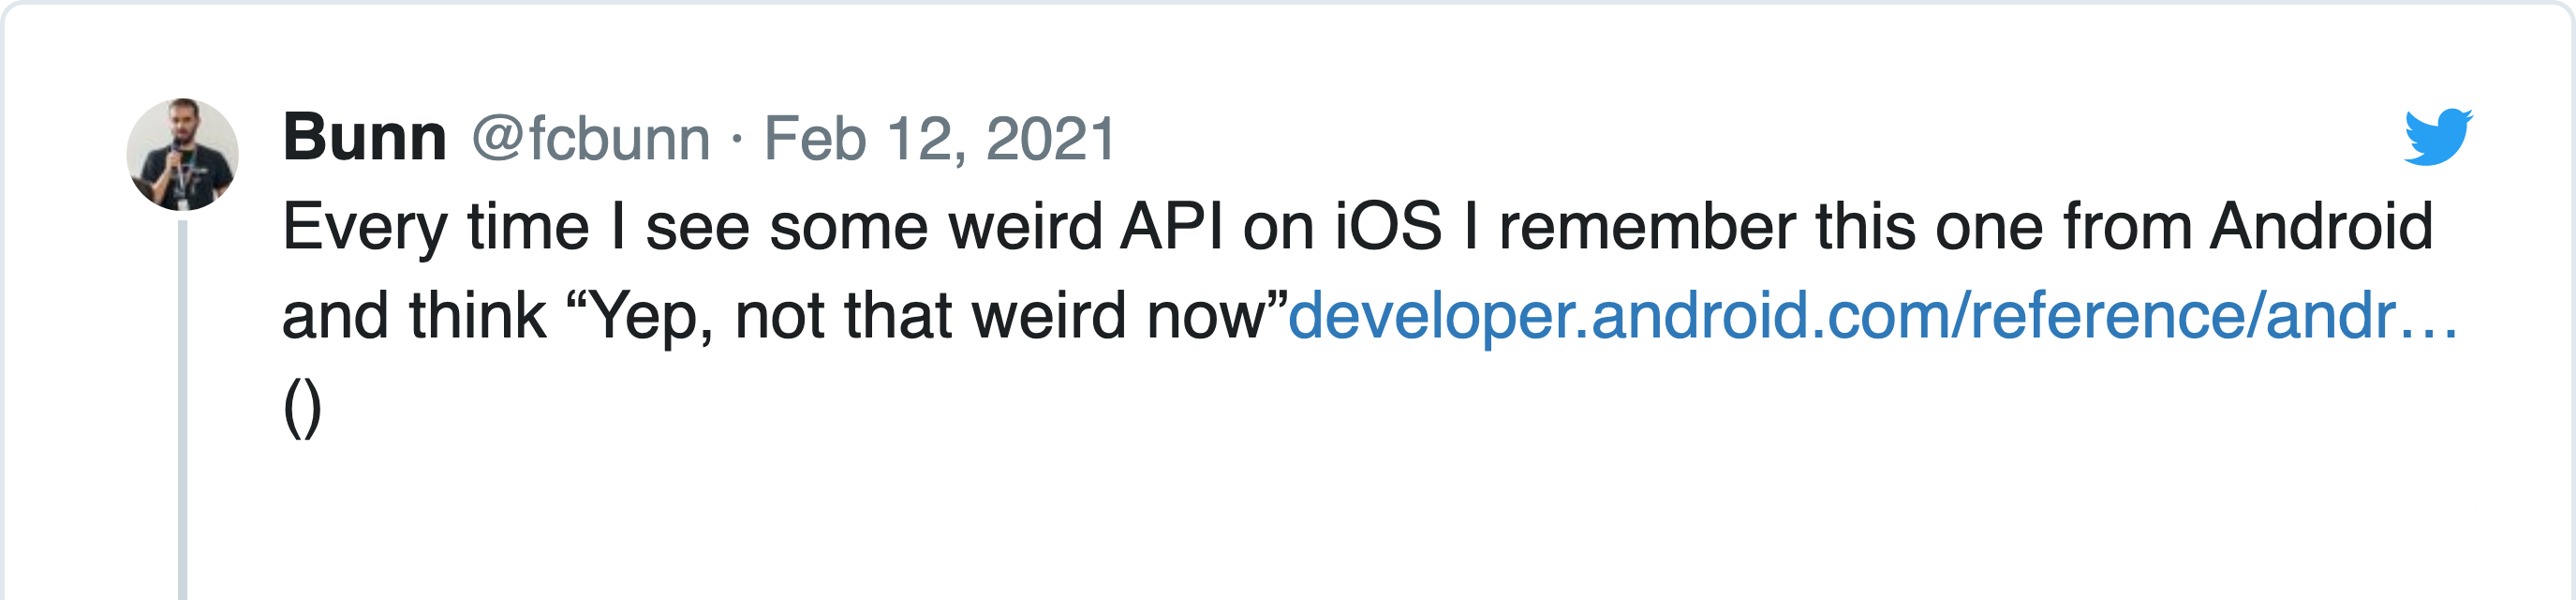 Bunn @fcbunn · Feb 12, 2021
Every time I see some weird API on iOS I remember this one from Android
and think “Yep, not that weird now”developer.android.com/reference/andr…
()